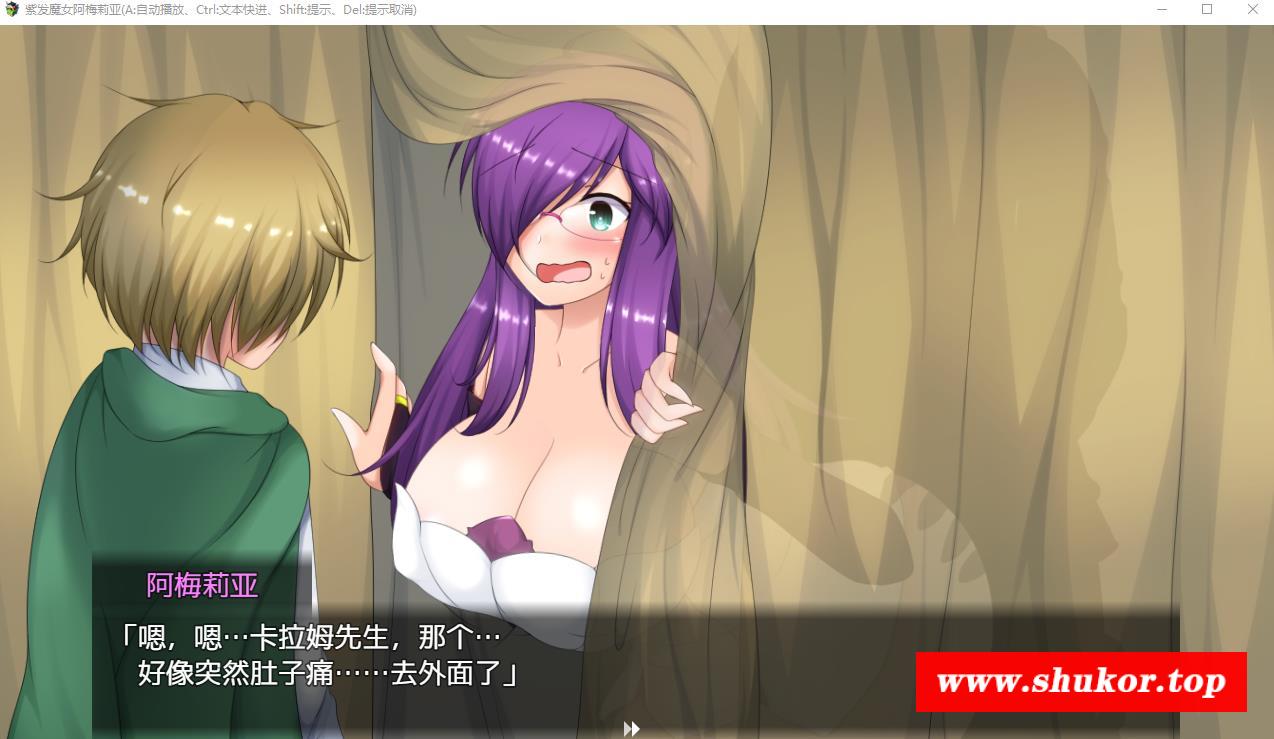 紫发魔女阿梅莉亚(A:自动播放、Ctrl:文本快进、Shift:提示、Del:提示取消)
阿梅莉亚
「嗯，嗯…卡拉姆先生，那个…
好像突然肚子痛……去外面了」
www.shukor.top